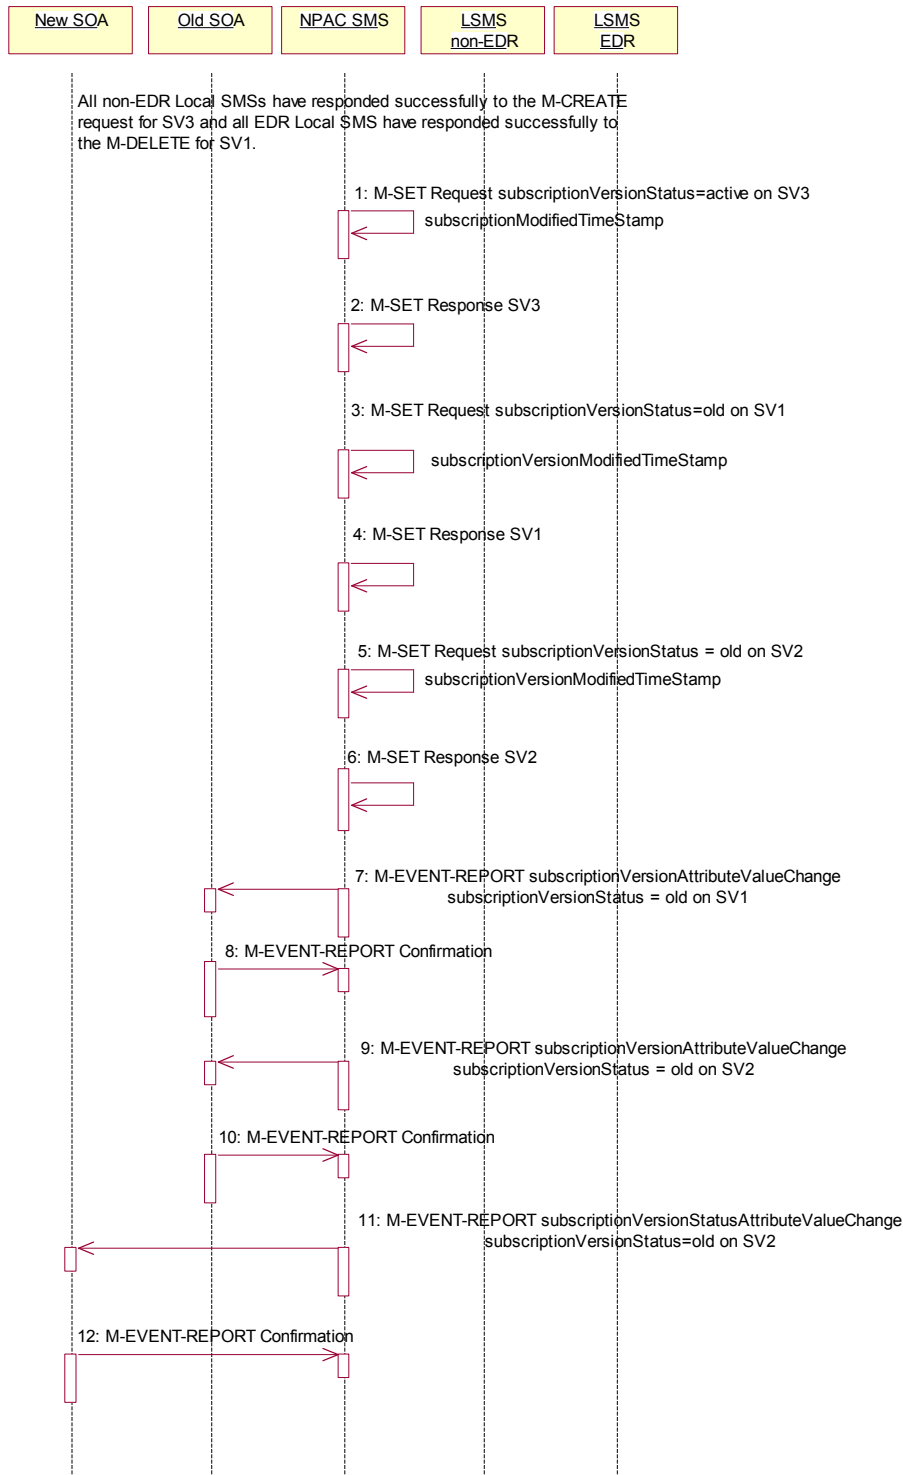 New SOA
Old SOA
NPAC SMS
LSMS
non-EDR
LSMS
EDR
All non-EDR Local SMSs have responded successfully to the M-CREATE
request for SV3 and all EDR Local SMS have responded successfully to
the M-DELETE for SV1.
1: M-SET Request subscriptionVersionStatus=active on SV3
subscriptionModifiedTimeStamp
2: M-SET Response SV3
3: M-SET Request subscriptionVersionStatus=old on SV1
subscriptionVersionModifiedTimeStamp
4: M-SET Response SV1
5: M-SET Request subscriptionVersionStatus = old on SV2
subscriptionVersionModifiedTimeStamp
6: M-SET Response SV2
7: M-EVENT-REPORT subscriptionVersionAttributeValueChange
subscriptionVersionStatus = old on SV1
8: M-EVENT-REPORT Confirmation
9: M-EVENT-REPORT subscriptionVersionAttributeValueChange
subscriptionVersionStatus = old on SV2
10: M-EVENT-REPORT Confirmation
11: M-EVENT-REPORT subscriptionVersionStatusAttributeValueChange
subscriptionVersionStatus=old on SV2
12: M-EVENT-REPORT Confirmation